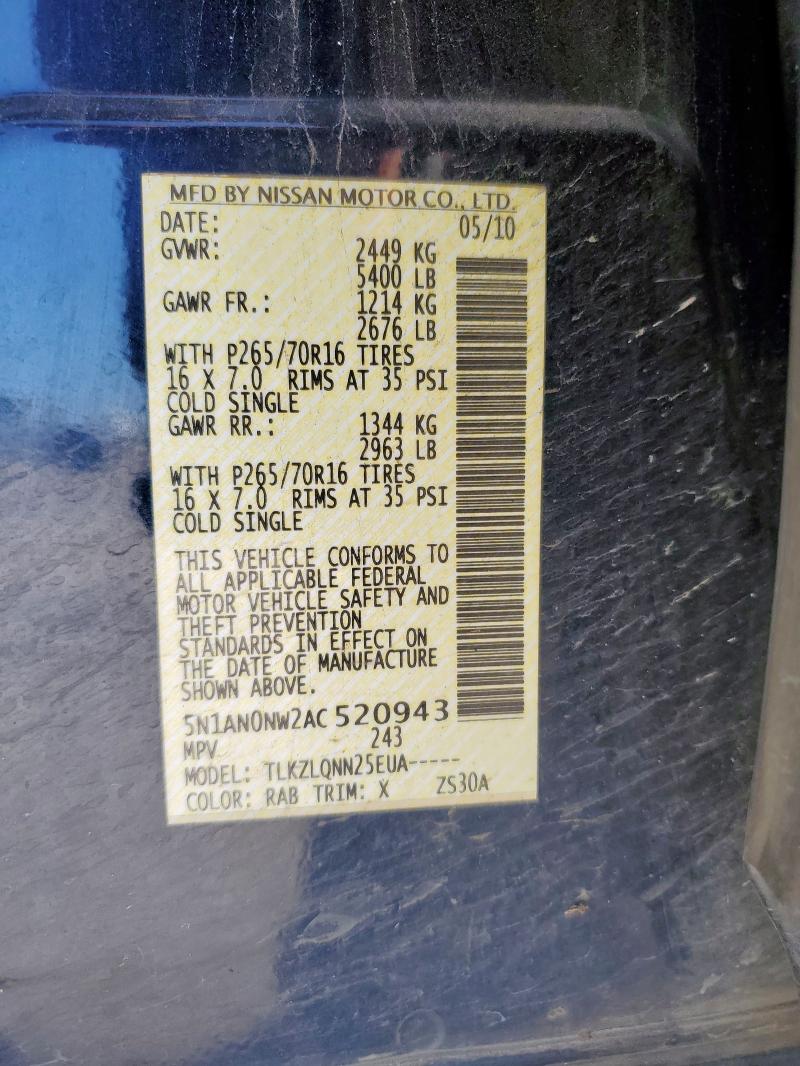 MFD BY NISSAN MOTOR CO., LTD.
DATE: 05/10
GVWR: 2449 KG
5400 LB
GAWR FR.: 1214 KG
2676 LB
WITH P265/70R16 TIRES
16 X 7.0 RIMS AT 35 PSI
COLD SINGLE
GAWR RR.: 1344 KG
2963 LB
WITH P265/70R16 TIRES
16 X 7.0 RIMS AT 35 PSI
COLD SINGLE
THIS VEHICLE CONFORMS TO
ALL APPLICABLE FEDERAL
MOTOR VEHICLE SAFETY AND
THEFT PREVENTION
STANDARDS IN EFFECT ON
THE DATE OF MANUFACTURE
SHOWN ABOVE.
5N1AN0NW2AC 520943
MPV 243
MODEL: TLKZLQNN25EUA-----
COLOR: RAB TRIM: X ZS30A